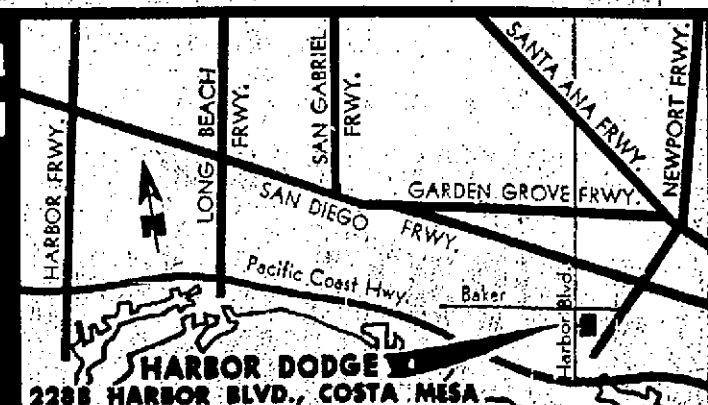 HARBOR FRWY.
LONG BEACH
FRWY.
SAN GABRIEL
FRWY.
SANTA ANA FRWY.
NEWPORT FRWY.
SAN DIEGO FRWY.
GARDEN GROVE FRWY.
N
Pacific Coast Hwy.
Baker
Harbor Blvd.
HARBOR DODGE
2288 HARBOR BLVD., COSTA MESA